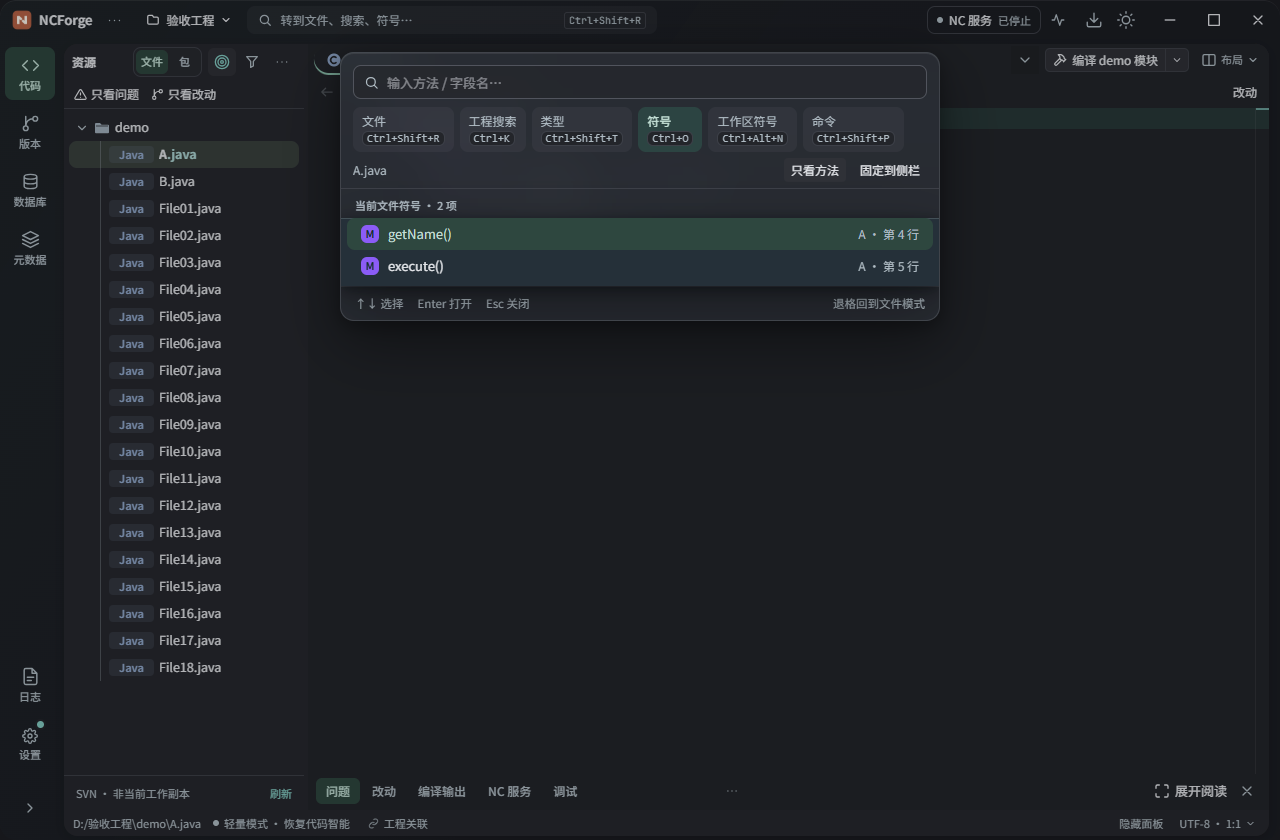 N NCForge ··· 验收工程 转到文件、搜索、符号… Ctrl+Shift+R NC 服务 已停止
代码
版本
数据库
元数据
日志
设置
资源 文件 包 ···
只看问题 只看改动
demo
Java A.java
Java B.java
Java File01.java
Java File02.java
Java File03.java
Java File04.java
Java File05.java
Java File06.java
Java File07.java
Java File08.java
Java File09.java
Java File10.java
Java File11.java
Java File12.java
Java File13.java
Java File14.java
Java File15.java
Java File16.java
Java File17.java
Java File18.java
SVN · 非当前工作副本 刷新
C 编译 demo 模块 布局
改动
输入方法 / 字段名…
文件 工程搜索 类型 符号 工作区符号 命令
Ctrl+Shift+R Ctrl+K Ctrl+Shift+T Ctrl+O Ctrl+Alt+N Ctrl+Shift+P
A.java 只看方法 固定到侧栏
当前文件符号 · 2 项
M getName() A · 第 4 行
M execute() A · 第 5 行
↑↓ 选择 Enter 打开 Esc 关闭 退格回到文件模式
问题 改动 编译输出 NC 服务 调试 ··· 展开阅读
D:/验收工程\demo\A.java 轻量模式 · 恢复代码智能 工程关联 隐藏面板 UTF-8 · 1:1